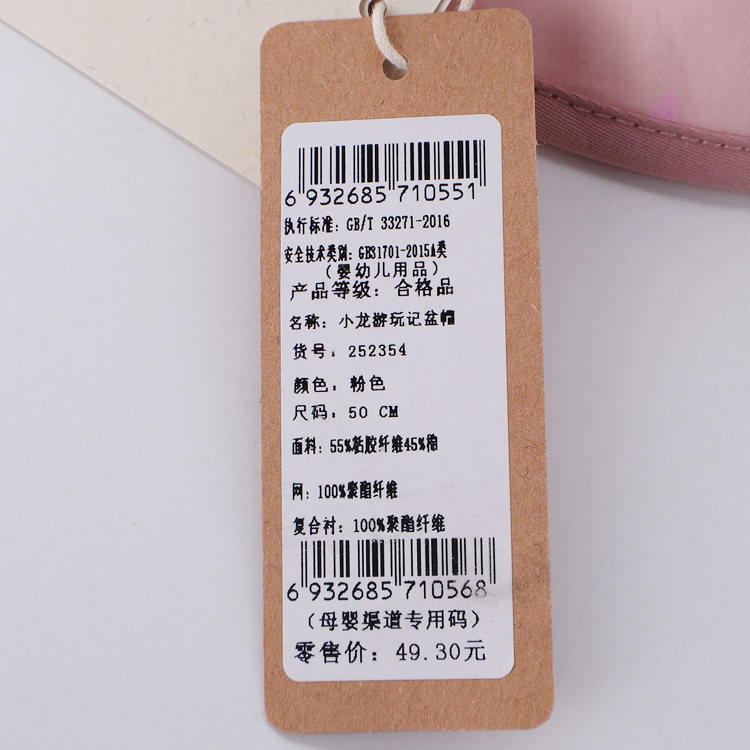 6 932685 710551
执行标准：GB/T 33271-2016
安全技术类别：GB31701-2015A类
（婴幼儿用品）
产品等级：合格品
名称：小龙游玩记盆帽
货号：252354
颜色：粉色
尺码：50 CM
面料：55%粘胶纤维45%棉
网：100%聚酯纤维
复合衬：100%聚酯纤维
6 932685 710568
（母婴渠道专用码）
零售价：49.30元